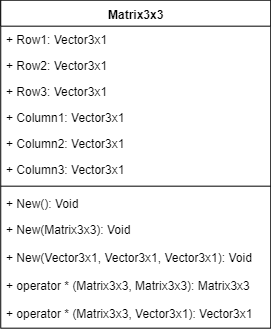 Matrix3x3
+ Row1: Vector3x1
+ Row2: Vector3x1
+ Row3: Vector3x1
+ Column1: Vector3x1
+ Column2: Vector3x1
+ Column3: Vector3x1
+ New(): Void
+ New(Matrix3x3): Void
+ New(Vector3x1, Vector3x1, Vector3x1): Void
+ operator * (Matrix3x3, Matrix3x3): Matrix3x3
+ operator * (Matrix3x3, Vector3x1): Vector3x1